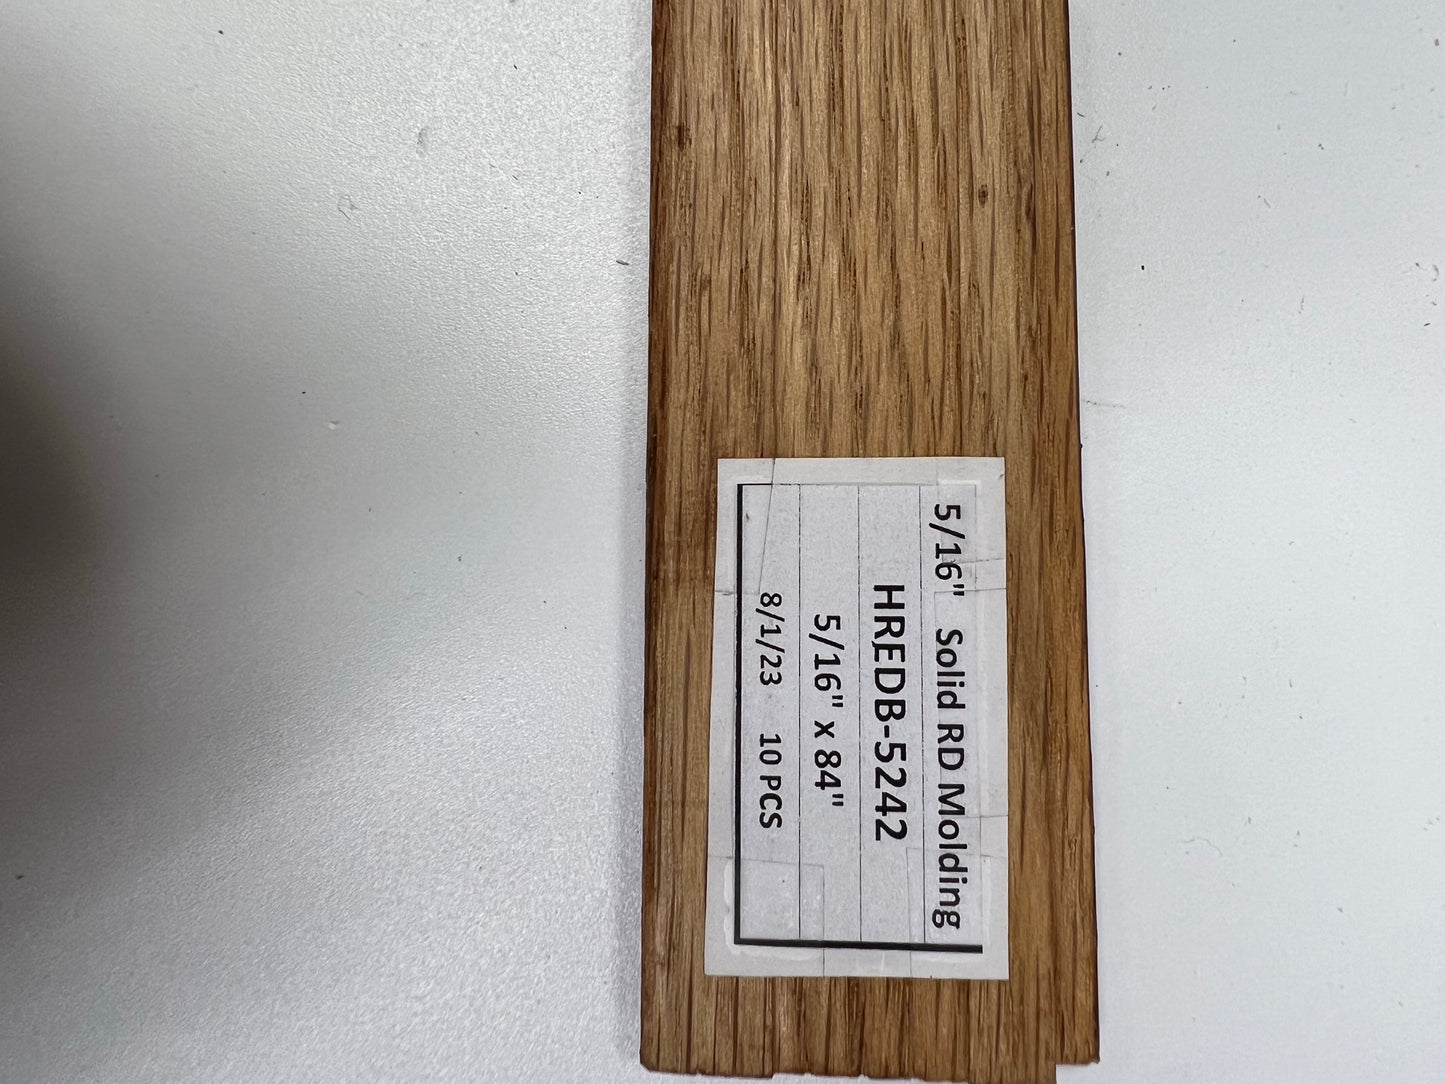 5/16" Solid RD Molding
HREDB-5242
5/16" x 84"
8/1/23 10 PCS